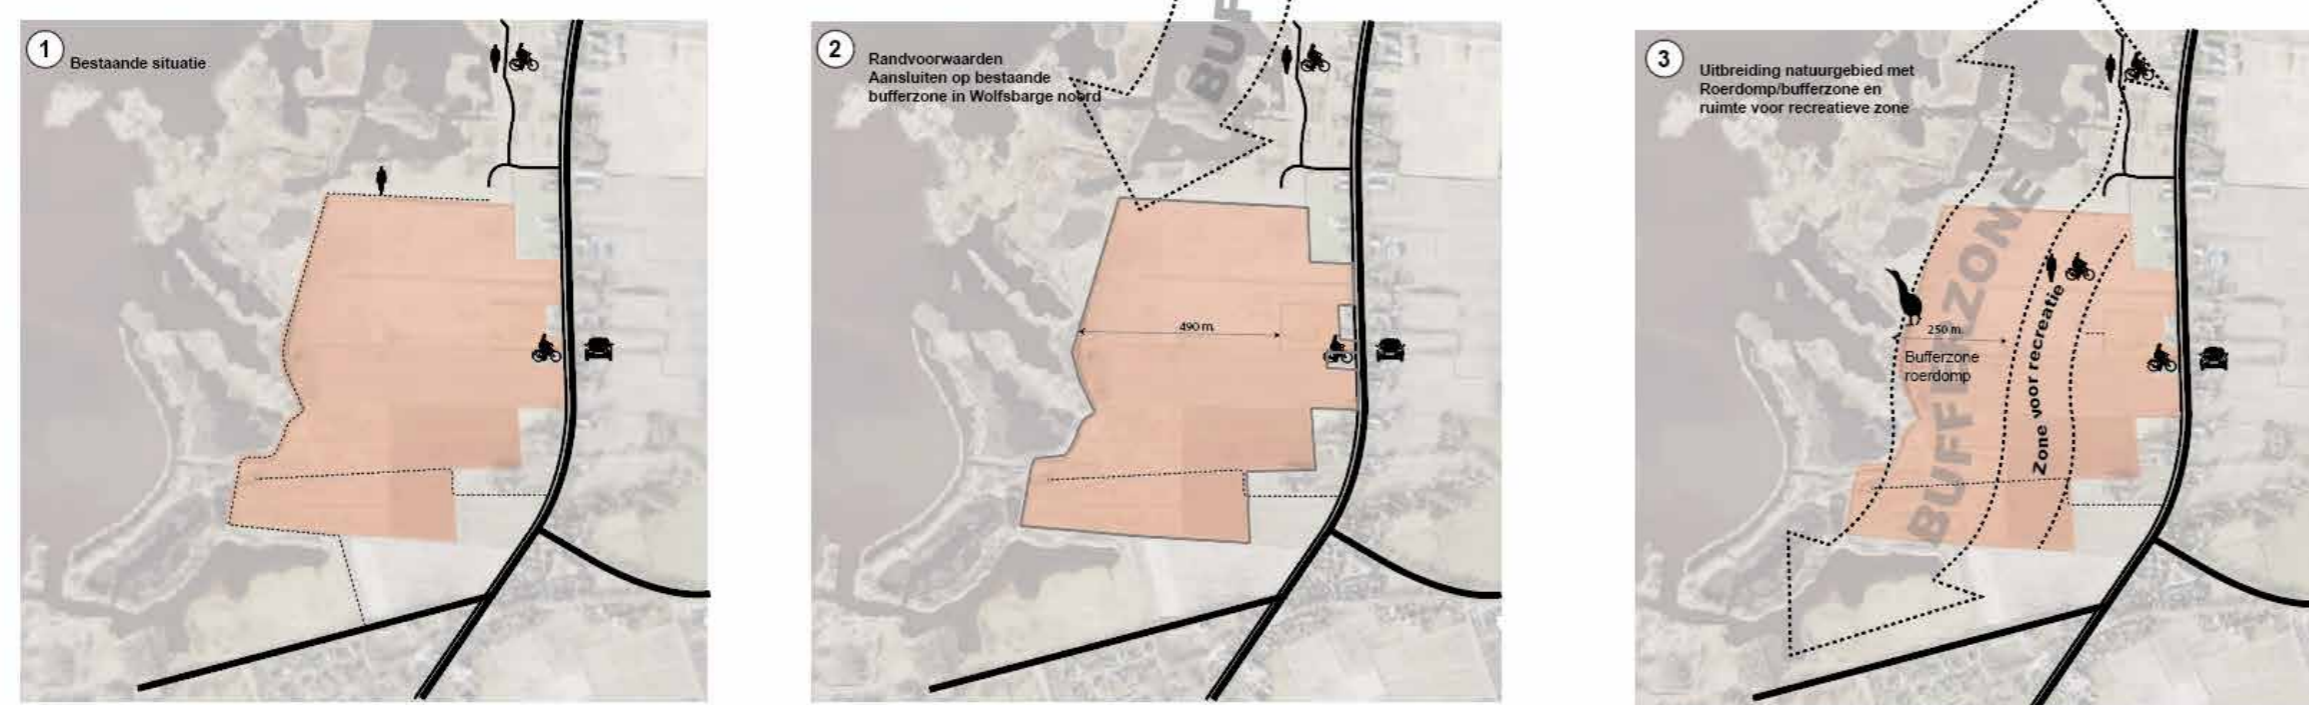 1
Bestaande situatie
2
Randvoorwaarden
Aansluiten op bestaande
bufferzone in Wolfsbarge noord
BUF
490 m.
3
Uitbreiding natuurgebied met
Roerdomp/bufferzone en
ruimte voor recreatieve zone
BUFFERZONE
250 m.
Bufferzone
roerdomp
Zone voor recreatie